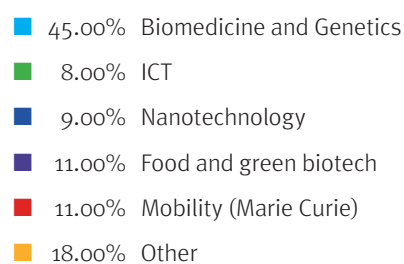 45.00% Biomedicine and Genetics
8.00% ICT
9.00% Nanotechnology
11.00% Food and green biotech
11.00% Mobility (Marie Curie)
18.00% Other